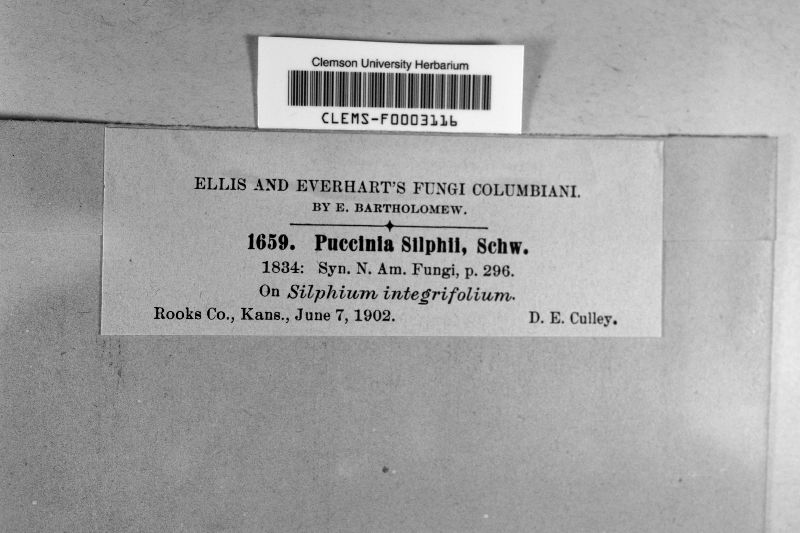 Clemson University Herbarium
CLEMS-F0003116
ELLIS AND EVERHART'S FUNGI COLUMBIANI.
BY E. BARTHOLOMEW.
1659. Puccinia Silphii, Schw.
1834: Syn. N. Am. Fungi, p. 296.
On Silphium integrifolium.
Rooks Co., Kans., June 7, 1902. D. E. Culley.